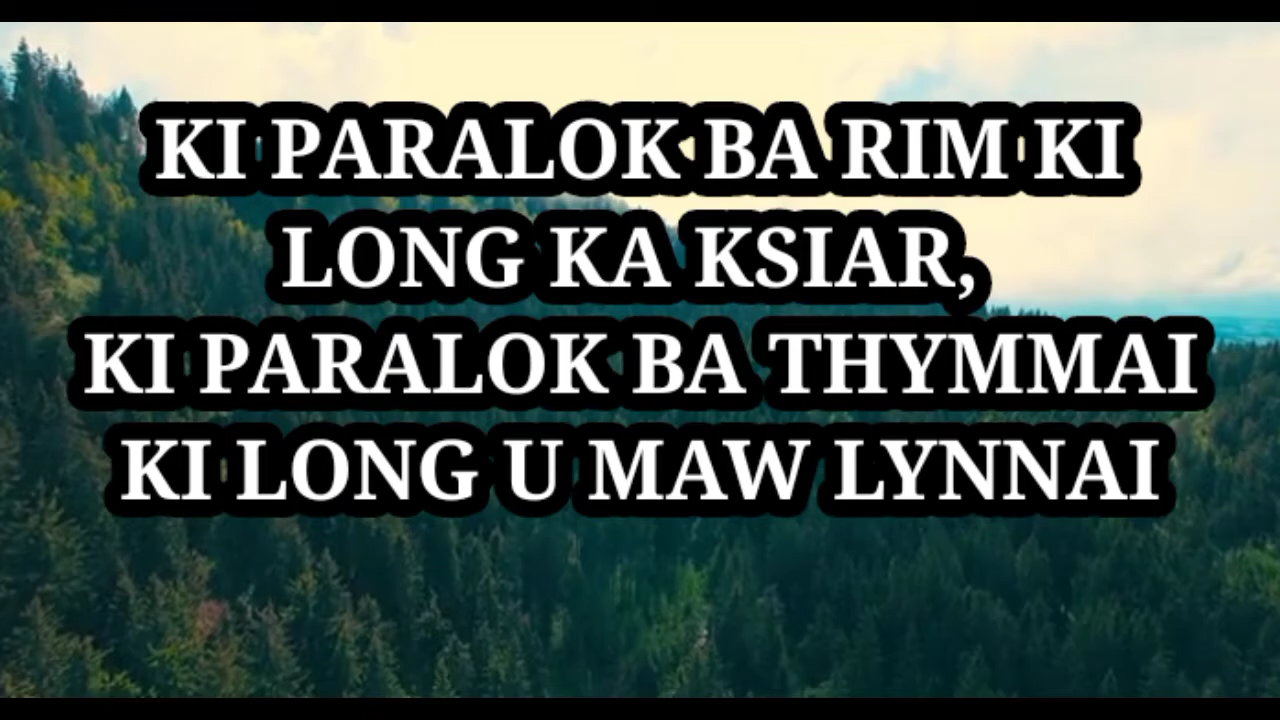 KI PARALOK BA RIM KI
LONG KA KSIAR,
KI PARALOK BA THYMMAI
KI LONG U MAW LYNNAI